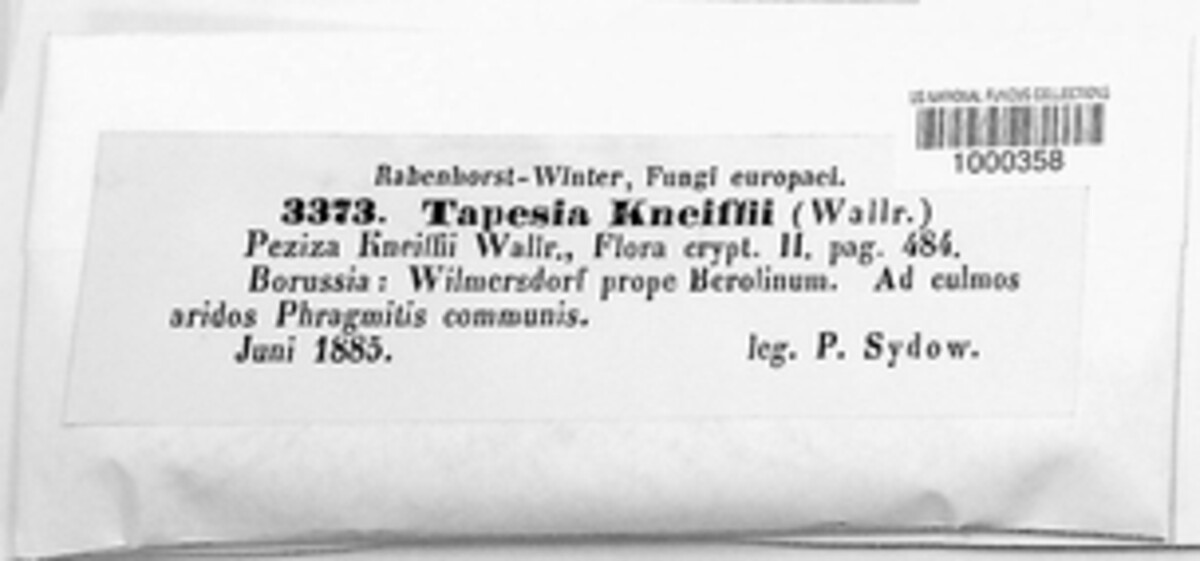 US NATIONAL FUNGUS COLLECTIONS
1000358
Rabenhorst-Winter, Fungi europaei.
3373. Tapesia Kneiffii (Wallr.)
Peziza Kneiffii Wallr., Flora crypt. II. pag. 484.
Borussia: Wilmersdorf prope Berolinum. Ad culmos
aridos Phragmitis communis.
Juni 1885. leg. P. Sydow.